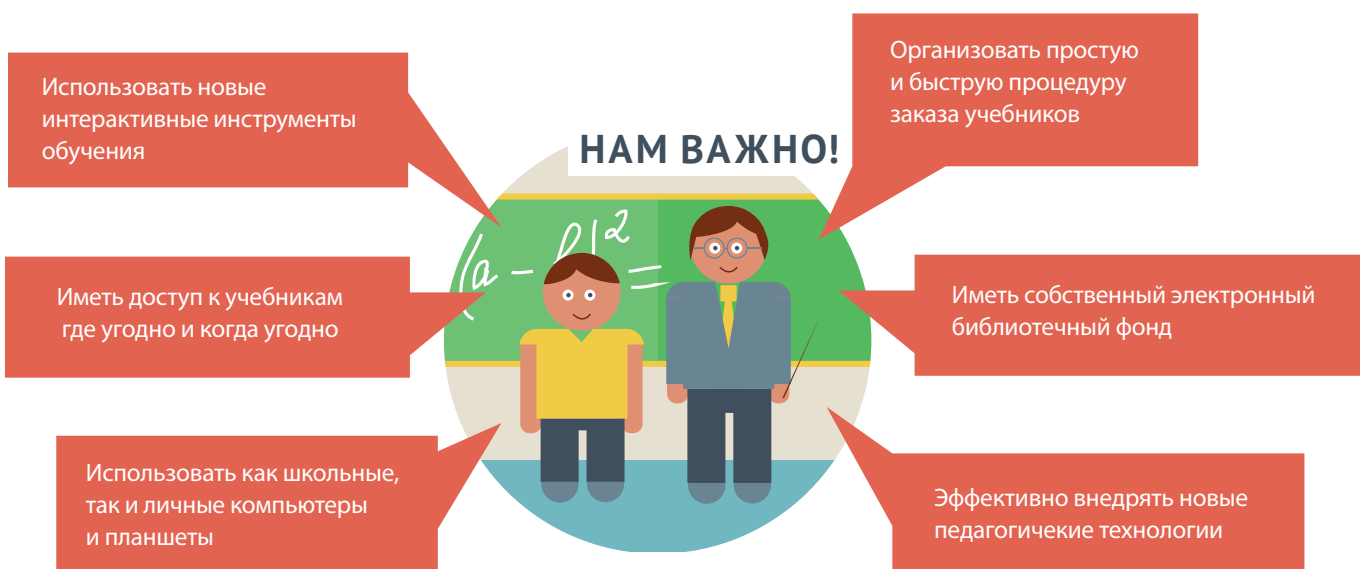 НАМ ВАЖНО!
Использовать новые
интерактивные инструменты
обучения
Иметь доступ к учебникам
где угодно и когда угодно
Использовать как школьные,
так и личные компьютеры
и планшеты
Организовать простую
и быструю процедуру
заказа учебников
Иметь собственный электронный
библиотечный фонд
Эффективно внедрять новые
педагогичекие технологии
(a - b)² =